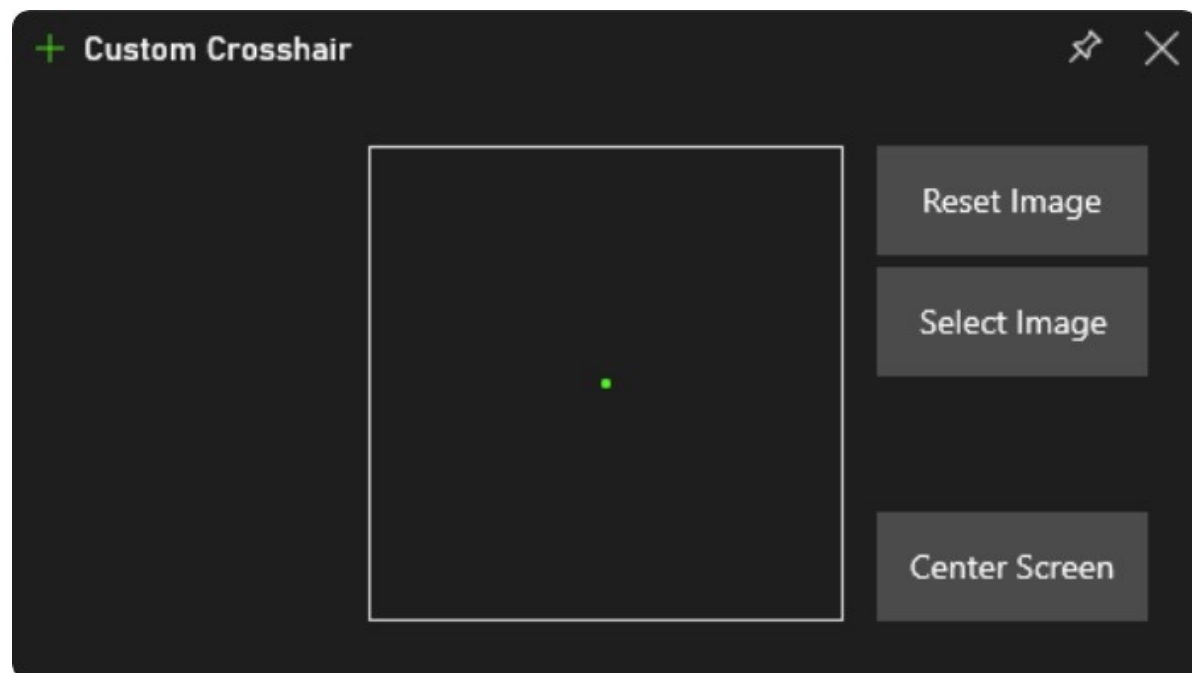 Custom Crosshair
Reset Image
Select Image
Center Screen